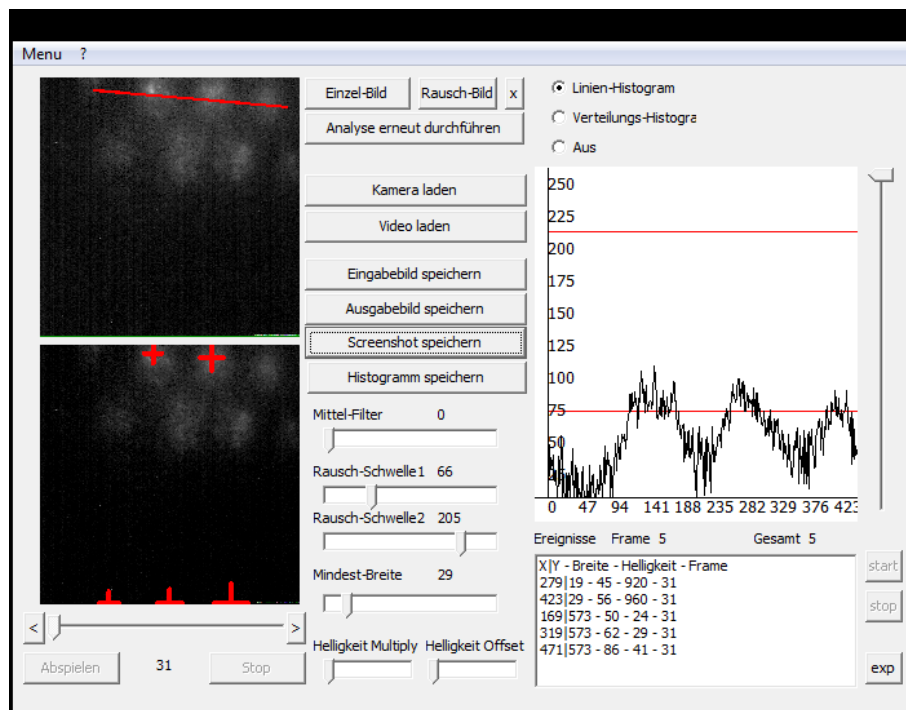 Menu ?
Einzel-Bild Rausch-Bild x
Analyse erneut durchführen
Kamera laden
Video laden
Eingabebild speichern
Ausgabebild speichern
Screenshot speichern
Histogramm speichern
Mittel-Filter 0
Rausch-Schwelle1 66
Rausch-Schwelle2 205
Mindest-Breite 29
Helligkeit Multiply Helligkeit Offset
< >
Abspielen 31 Stop
Linien-Histogram
Verteilungs-Histogra
Aus
250
225
200
175
150
125
100
75
50
0 47 94 141 188 235 282 329 376 423
Ereignisse Frame 5 Gesamt 5
X|Y - Breite - Helligkeit - Frame
279|19 - 45 - 920 - 31
423|29 - 56 - 960 - 31
169|573 - 50 - 24 - 31
319|573 - 62 - 29 - 31
471|573 - 86 - 41 - 31
start
stop
exp